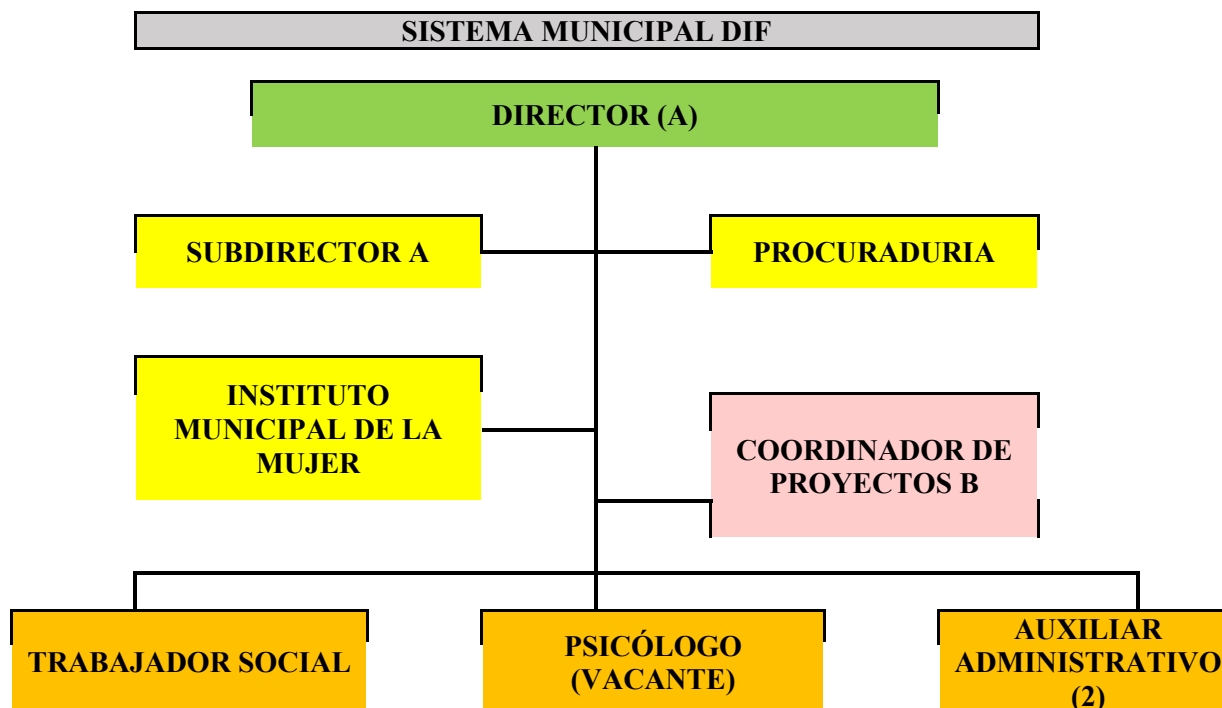 SISTEMA MUNICIPAL DIF
DIRECTOR (A)
SUBDIRECTOR A
PROCURADURIA
INSTITUTO
MUNICIPAL DE LA
MUJER
COORDINADOR DE
PROYECTOS B
TRABAJADOR SOCIAL
PSICÓLOGO
(VACANTE)
AUXILIAR
ADMINISTRATIVO
(2)